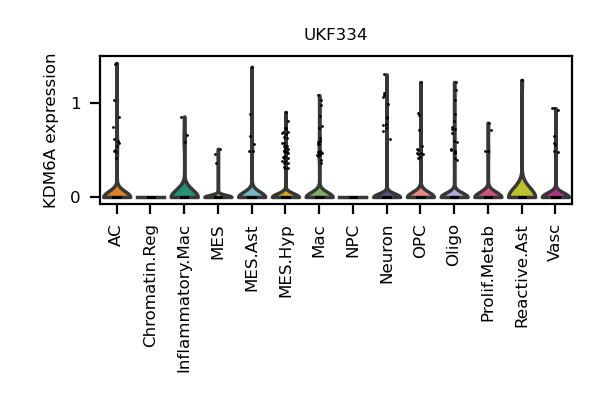 UKF334
KDM6A expression
1
0
AC
Chromatin.Reg
Inflammatory.Mac
MES
MES.Ast
MES.Hyp
Mac
NPC
Neuron
OPC
Oligo
Prolif.Metab
Reactive.Ast
Vasc